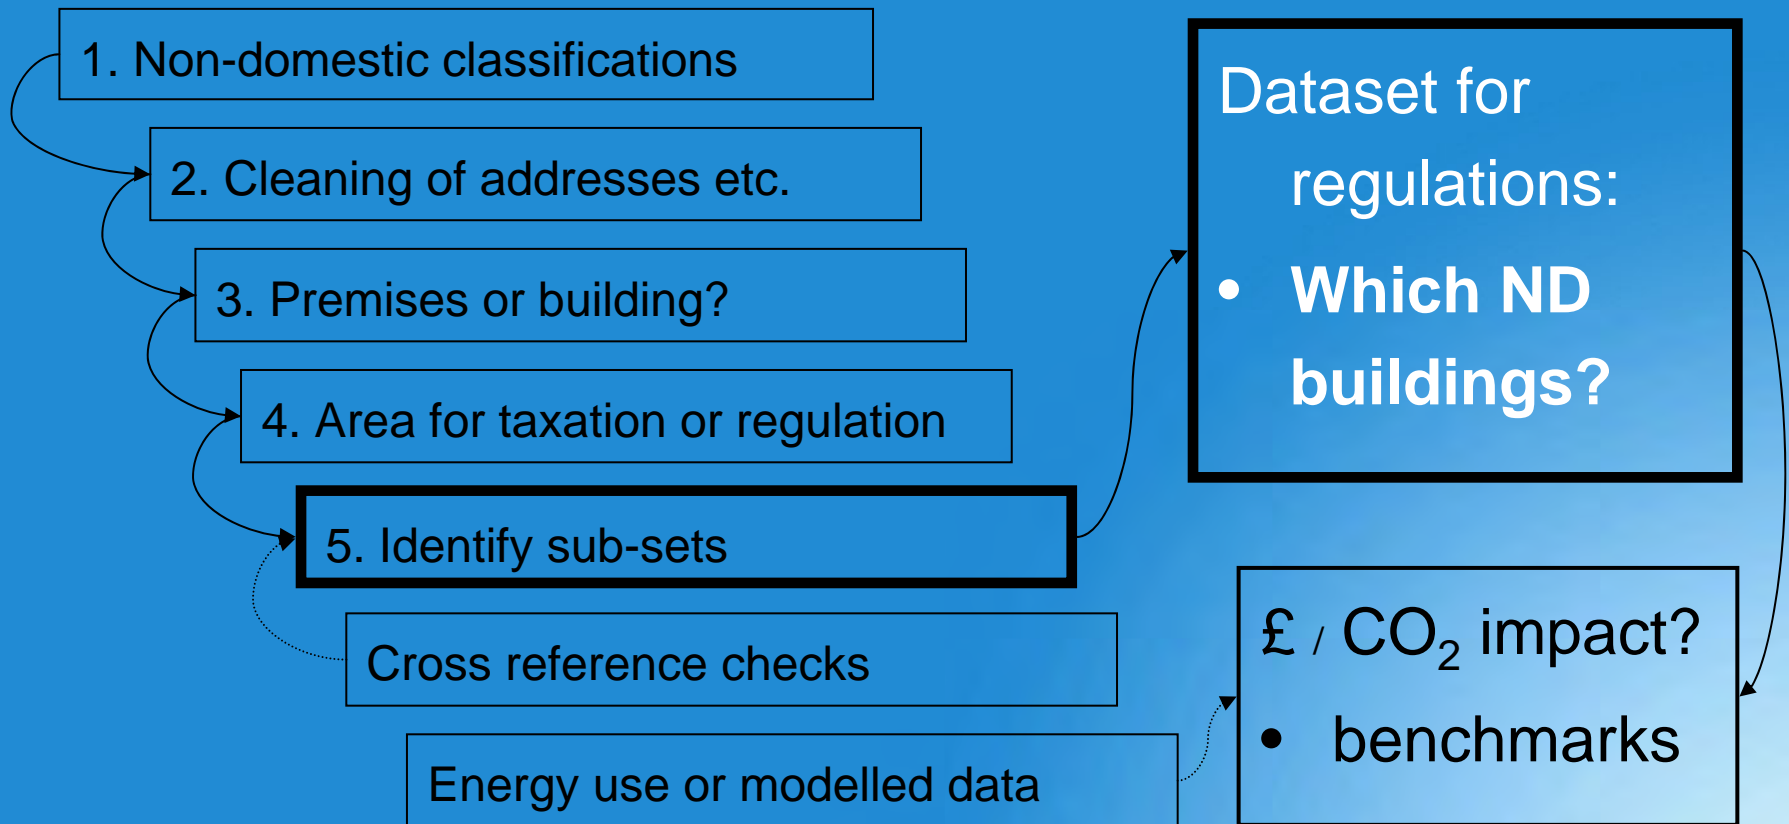 1. Non-domestic classifications
2. Cleaning of addresses etc.
3. Premises or building?
4. Area for taxation or regulation
5. Identify sub-sets
Cross reference checks
Energy use or modelled data
Dataset for
regulations:
• Which ND
buildings?
£ / CO₂ impact?
• benchmarks